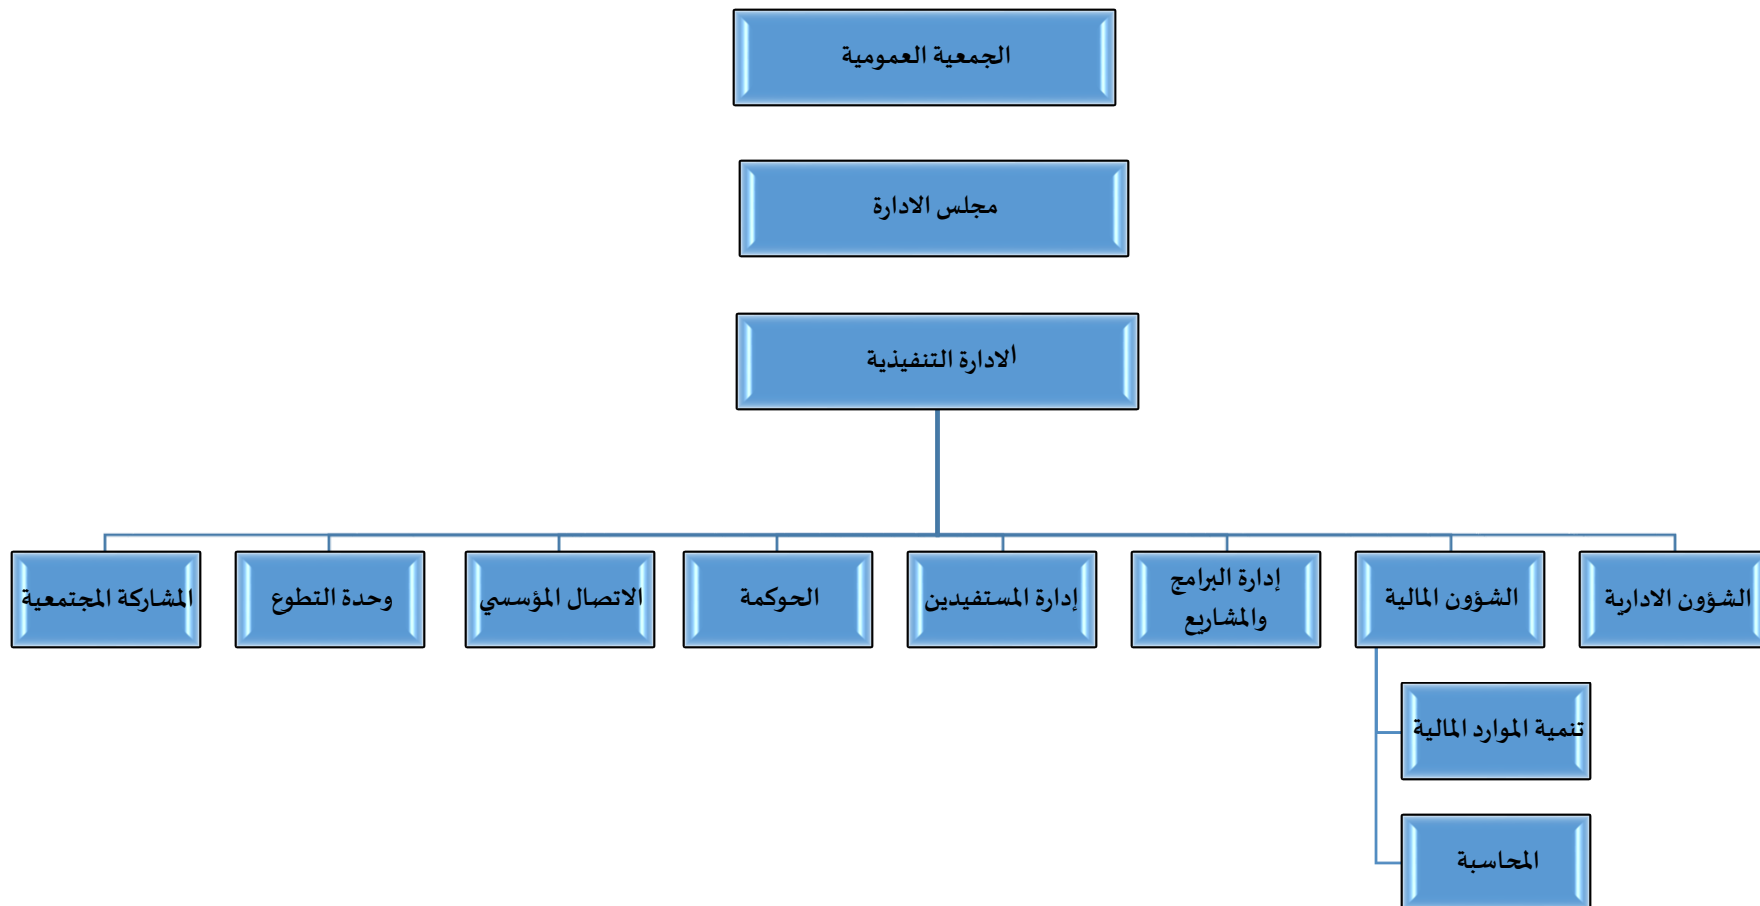 الجمعية العمومية
مجلس الادارة
الادارة التنفيذية
الشؤون الادارية
الشؤون المالية
إدارة البرامج
والمشاريع
إدارة المستفيدين
الحوكمة
الاتصال المؤسسي
وحدة التطوع
المشاركة المجتمعية
تنمية الموارد المالية
المحاسبة